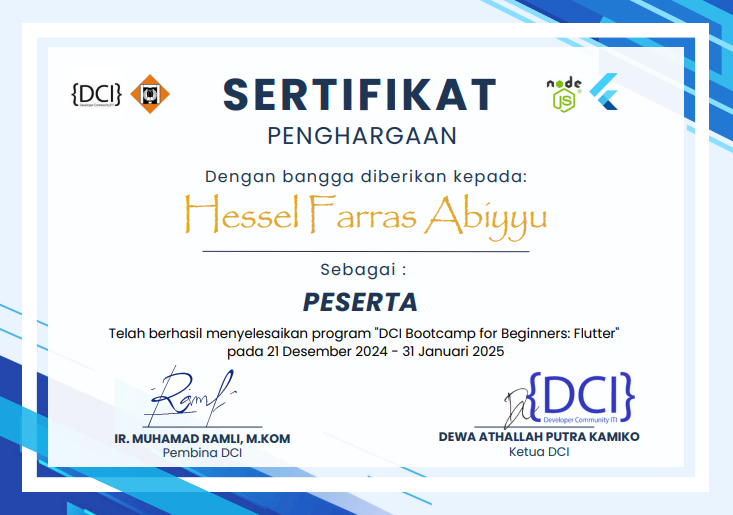 {DCI}
Developer Community ITI
node
JS
SERTIFIKAT
PENGHARGAAN
Dengan bangga diberikan kepada:
Hessel Farras Abiyyu
Sebagai :
PESERTA
Telah berhasil menyelesaikan program "DCI Bootcamp for Beginners: Flutter"
pada 21 Desember 2024 - 31 Januari 2025
Ramli
{DCI}
Developer Community ITI
IR. MUHAMAD RAMLI, M.KOM
Pembina DCI
DEWA ATHALLAH PUTRA KAMIKO
Ketua DCI